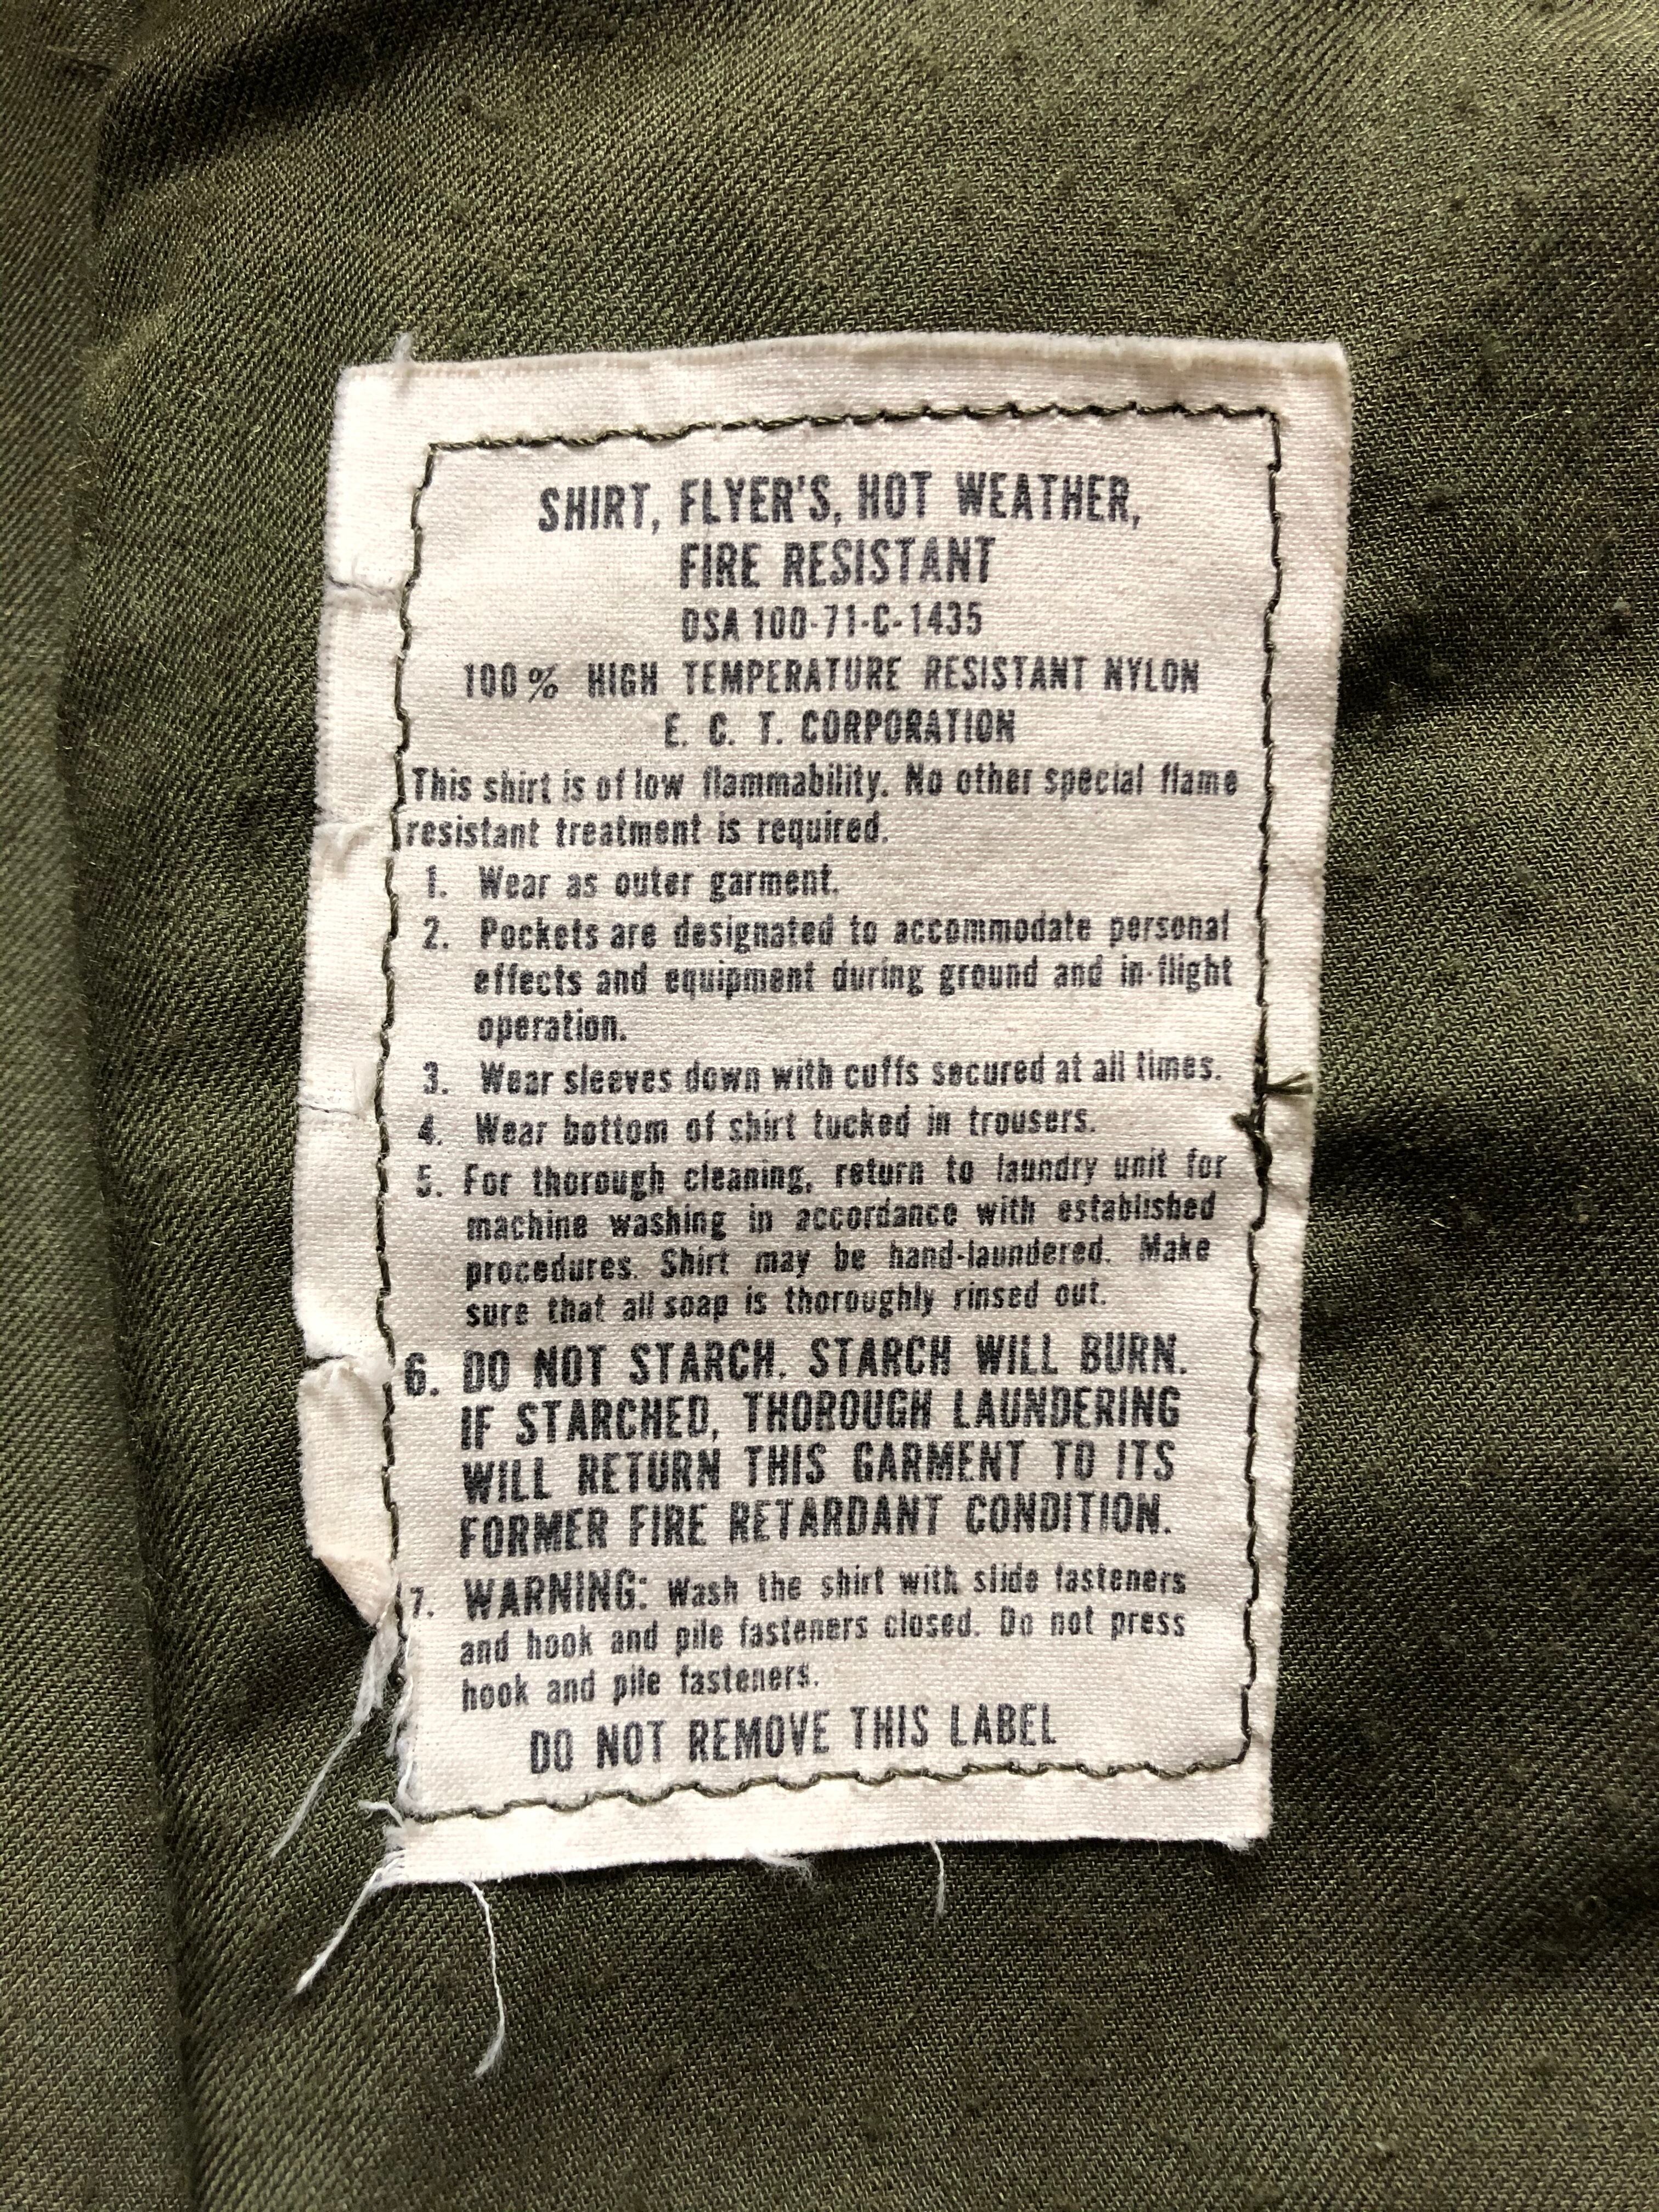 SHIRT, FLYER'S, HOT WEATHER,
FIRE RESISTANT
DSA 100-71-C-1435
100% HIGH TEMPERATURE RESISTANT NYLON
E. C. T. CORPORATION
This shirt is of low flammability. No other special flame
resistant treatment is required.
1. Wear as outer garment.
2. Pockets are designated to accommodate personal
effects and equipment during ground and in-flight
operation.
3. Wear sleeves down with cuffs secured at all times.
4. Wear bottom of shirt tucked in trousers.
5. For thorough cleaning, return to laundry unit for
machine washing in accordance with established
procedures. Shirt may be hand-laundered. Make
sure that all soap is thoroughly rinsed out.
6. DO NOT STARCH. STARCH WILL BURN.
IF STARCHED, THOROUGH LAUNDERING
WILL RETURN THIS GARMENT TO ITS
FORMER FIRE RETARDANT CONDITION.
7. WARNING: Wash the shirt with slide fasteners
and hook and pile fasteners closed. Do not press
hook and pile fasteners.
DO NOT REMOVE THIS LABEL